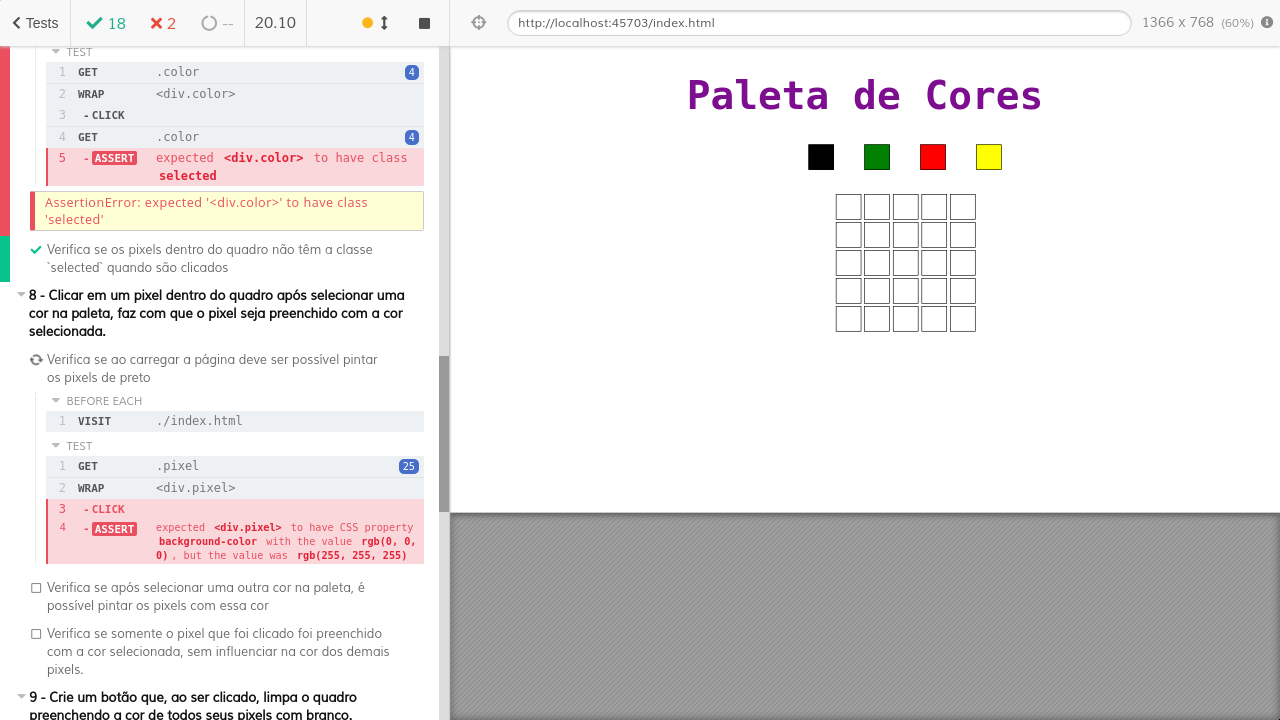 Tests 18 2 -- 20.10
http://localhost:45703/index.html 1366 x 768 (60%)
TEST
1 GET .color 4
2 WRAP <div.color>
3 - CLICK
4 GET .color 4
5 - ASSERT expected <div.color> to have class
selected
AssertionError: expected '<div.color>' to have class
'selected'
Verifica se os pixels dentro do quadro não têm a classe
`selected` quando são clicados
8 - Clicar em um pixel dentro do quadro após selecionar uma
cor na paleta, faz com que o pixel seja preenchido com a cor
selecionada.
Verifica se ao carregar a página deve ser possível pintar
os pixels de preto
BEFORE EACH
1 VISIT ./index.html
TEST
1 GET .pixel 25
2 WRAP <div.pixel>
3 - CLICK
4 - ASSERT expected <div.pixel> to have CSS property
background-color with the value rgb(0, 0,
0) , but the value was rgb(255, 255, 255)
Verifica se após selecionar uma outra cor na paleta, é
possível pintar os pixels com essa cor
Verifica se somente o pixel que foi clicado foi preenchido
com a cor selecionada, sem influenciar na cor dos demais
pixels.
9 - Crie um botão que, ao ser clicado, limpa o quadro
preenchendo a cor de todos seus pixels com branco.
Paleta de Cores